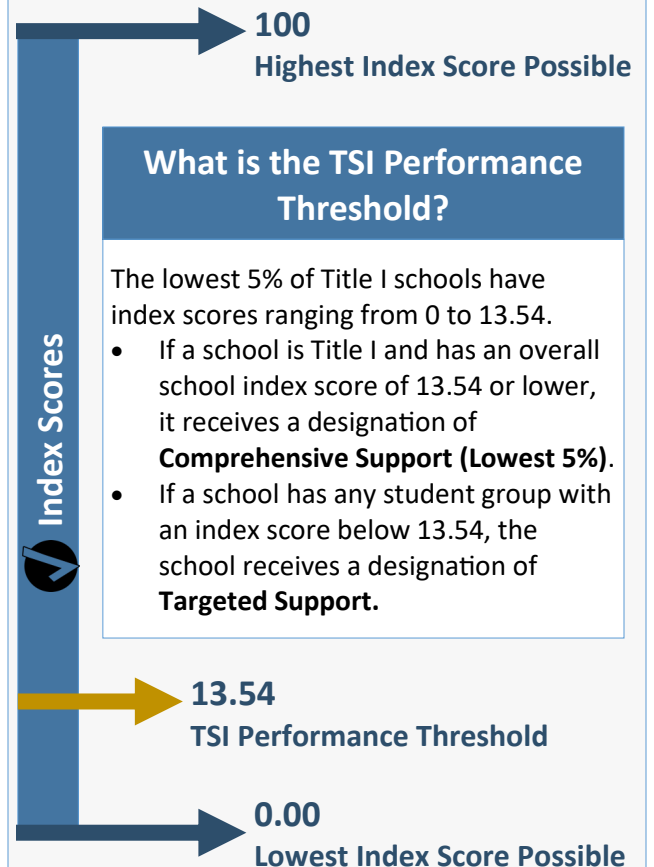 100
Highest Index Score Possible
What is the TSI Performance
Threshold?
The lowest 5% of Title I schools have
index scores ranging from 0 to 13.54.
• If a school is Title I and has an overall
school index score of 13.54 or lower,
it receives a designation of
Comprehensive Support (Lowest 5%).
• If a school has any student group with
an index score below 13.54, the
school receives a designation of
Targeted Support.
Index Scores
13.54
TSI Performance Threshold
0.00
Lowest Index Score Possible